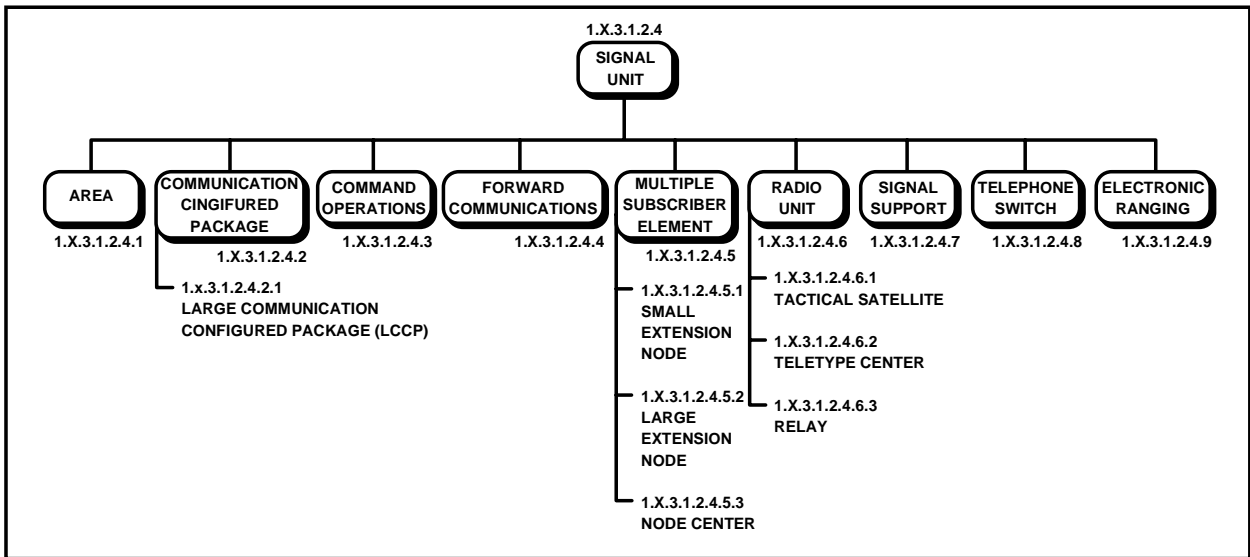 1.X.3.1.2.4
SIGNAL
UNIT
AREA
1.X.3.1.2.4.1
COMMUNICATION
CINGIFURED
PACKAGE
1.X.3.1.2.4.2
1.x.3.1.2.4.2.1
LARGE COMMUNICATION
CONFIGURED PACKAGE (LCCP)
COMMAND
OPERATIONS
1.X.3.1.2.4.3
FORWARD
COMMUNICATIONS
1.X.3.1.2.4.4
MULTIPLE
SUBSCRIBER
ELEMENT
1.X.3.1.2.4.5
1.X.3.1.2.4.5.1
SMALL
EXTENSION
NODE
1.X.3.1.2.4.5.2
LARGE
EXTENSION
NODE
1.X.3.1.2.4.5.3
NODE CENTER
RADIO
UNIT
1.X.3.1.2.4.6
1.X.3.1.2.4.6.1
TACTICAL SATELLITE
1.X.3.1.2.4.6.2
TELETYPE CENTER
1.X.3.1.2.4.6.3
RELAY
SIGNAL
SUPPORT
1.X.3.1.2.4.7
TELEPHONE
SWITCH
1.X.3.1.2.4.8
ELECTRONIC
RANGING
1.X.3.1.2.4.9